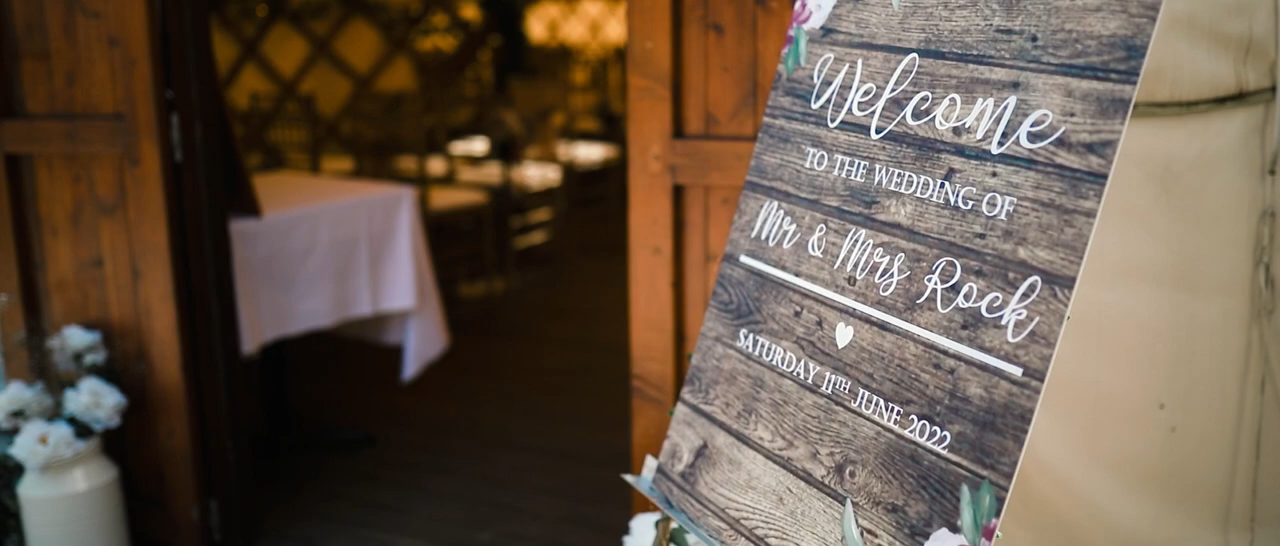 Welcome
TO THE WEDDING OF
Mr & Mrs Rock
SATURDAY 11TH JUNE 2022